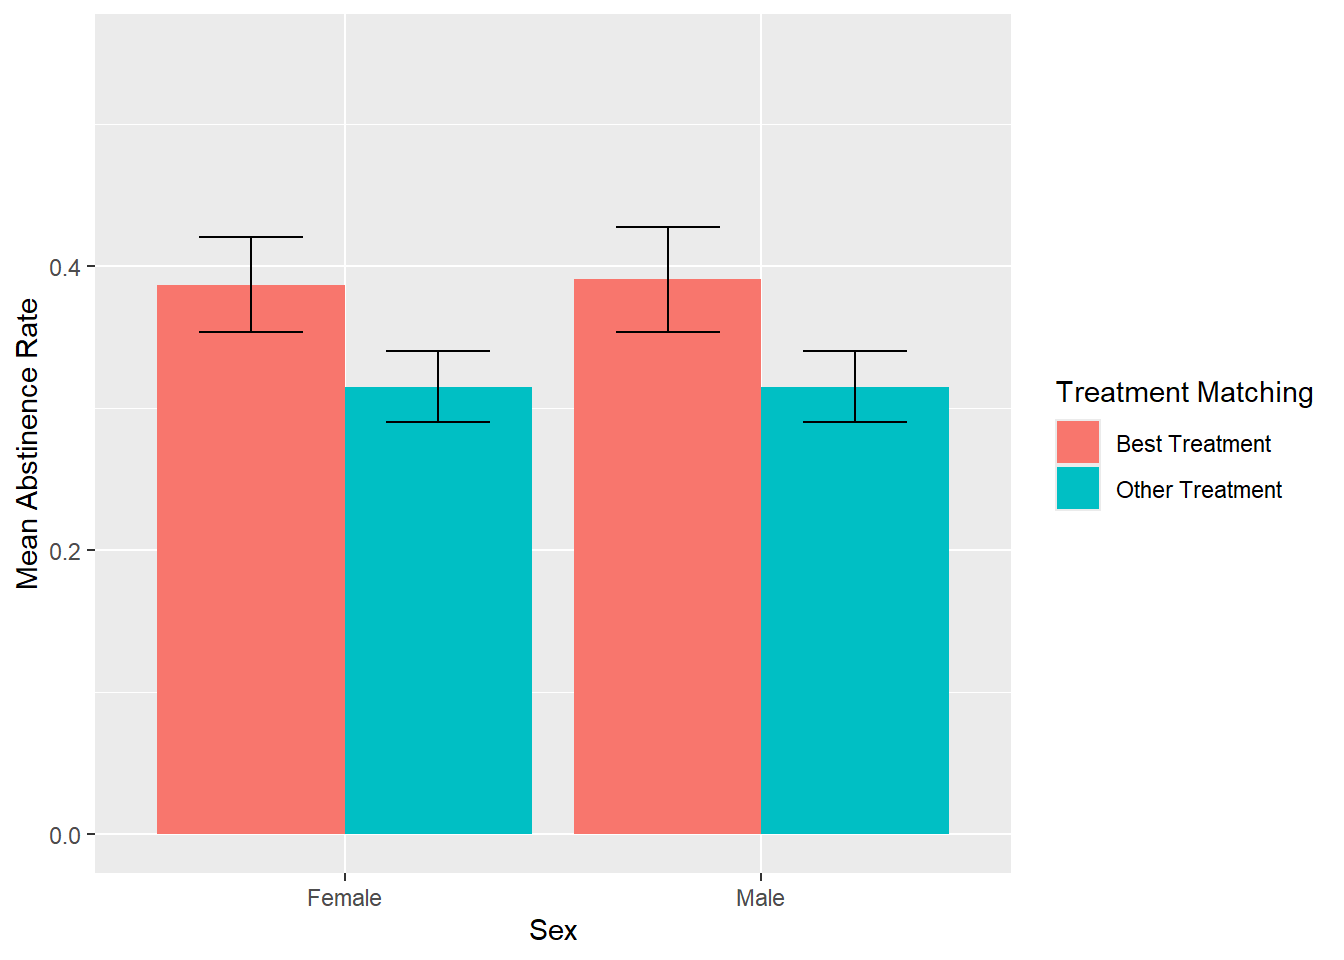 Mean Abstinence Rate
0.4
0.2
0.0
Female
Male
Sex
Treatment Matching
Best Treatment
Other Treatment